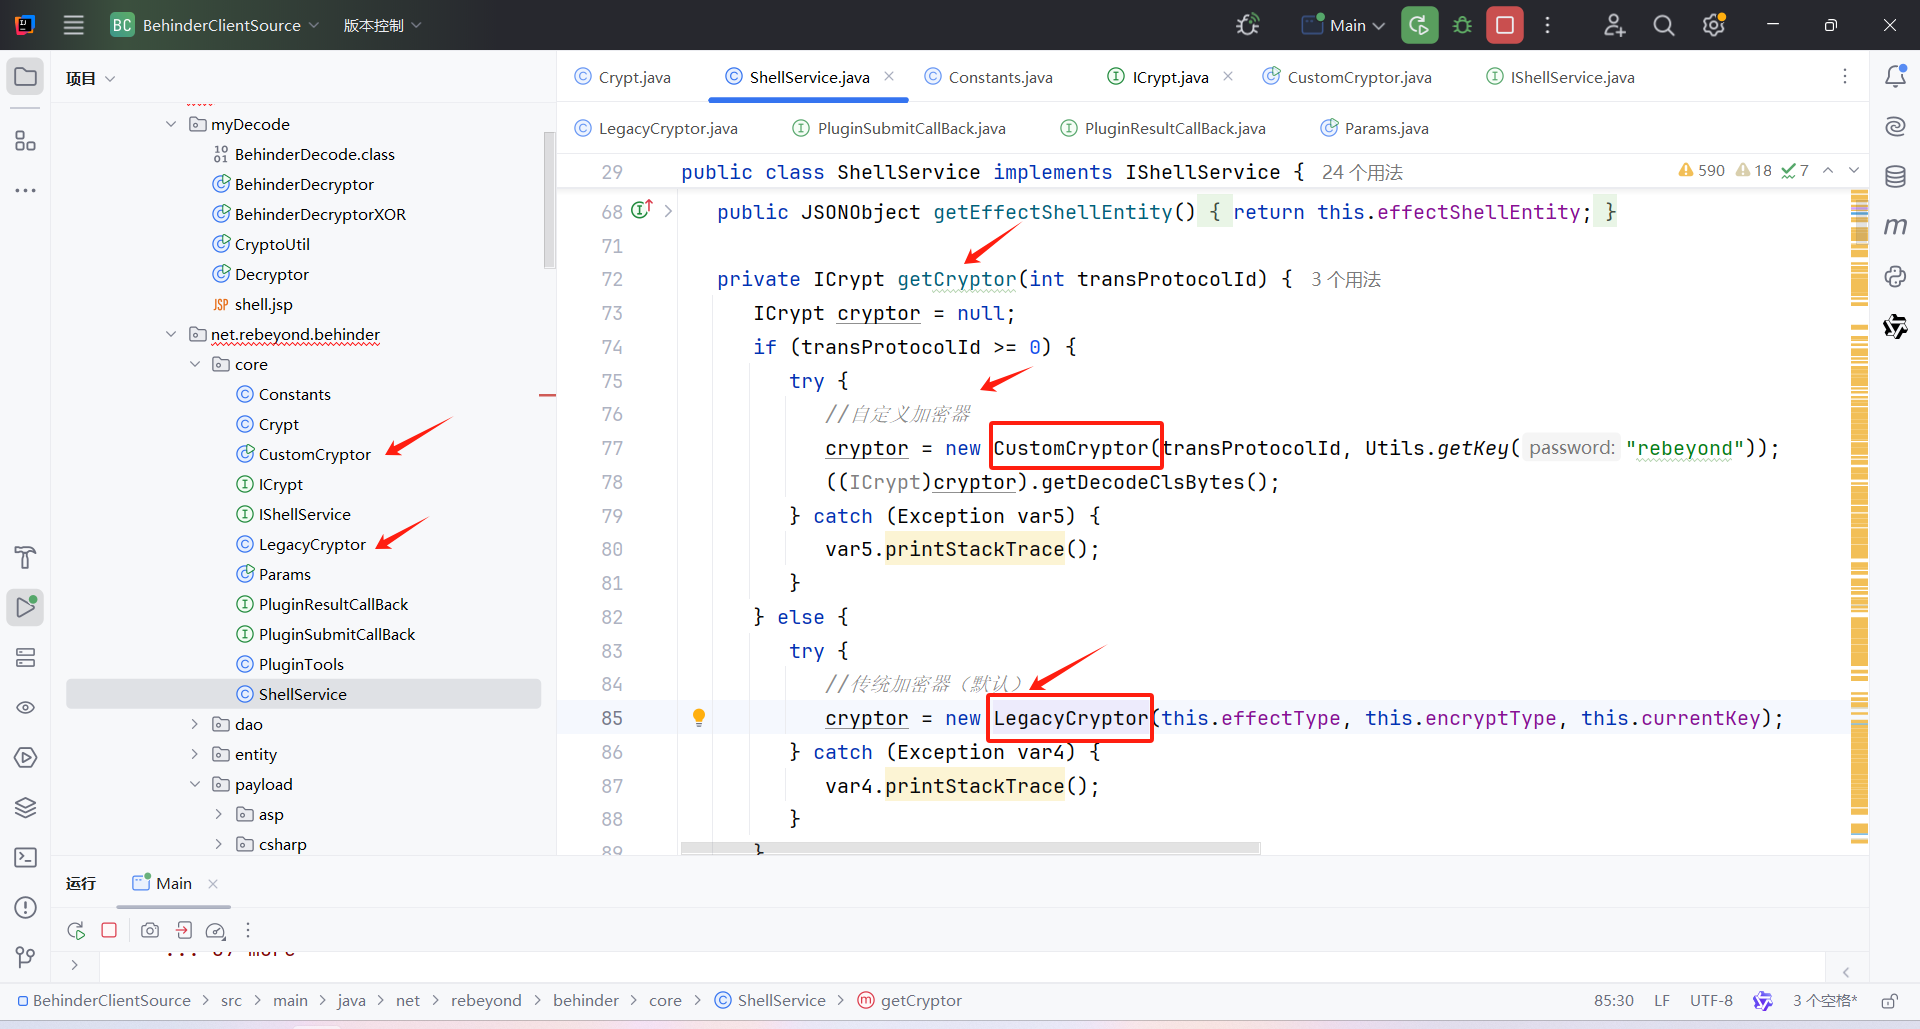 BC BehinderClientSource 版本控制 Main
项目
Crypt.java ShellService.java Constants.java ICrypt.java CustomCryptor.java IShellService.java
LegacyCryptor.java PluginSubmitCallBack.java PluginResultCallBack.java Params.java
myDecode
BehinderDecode.class
BehinderDecryptor
BehinderDecryptorXOR
CryptoUtil
Decryptor
JSP shell.jsp
net.rebeyond.behinder
core
Constants
Crypt
CustomCryptor
ICrypt
IShellService
LegacyCryptor
Params
PluginResultCallBack
PluginSubmitCallBack
PluginTools
ShellService
dao
entity
payload
asp
csharp
29 public class ShellService implements IShellService { 24 个用法 590 18 7
68 public JSONObject getEffectShellEntity() { return this.effectShellEntity; }
71
72 private ICrypt getCryptor(int transProtocolId) { 3 个用法
73 ICrypt cryptor = null;
74 if (transProtocolId >= 0) {
75 try {
76 //自定义加密器
77 cryptor = new CustomCryptor(transProtocolId, Utils.getKey( password: "rebeyond"));
78 ((ICrypt)cryptor).getDecodeClsBytes();
79 } catch (Exception var5) {
80 var5.printStackTrace();
81 }
82 } else {
83 try {
84 //传统加密器（默认）
85 cryptor = new LegacyCryptor(this.effectType, this.encryptType, this.currentKey);
86 } catch (Exception var4) {
87 var4.printStackTrace();
88 }
89 }
运行 Main
BehinderClientSource > src > main > java > net > rebeyond > behinder > core > ShellService > getCryptor 85:30 LF UTF-8 3 个空格*